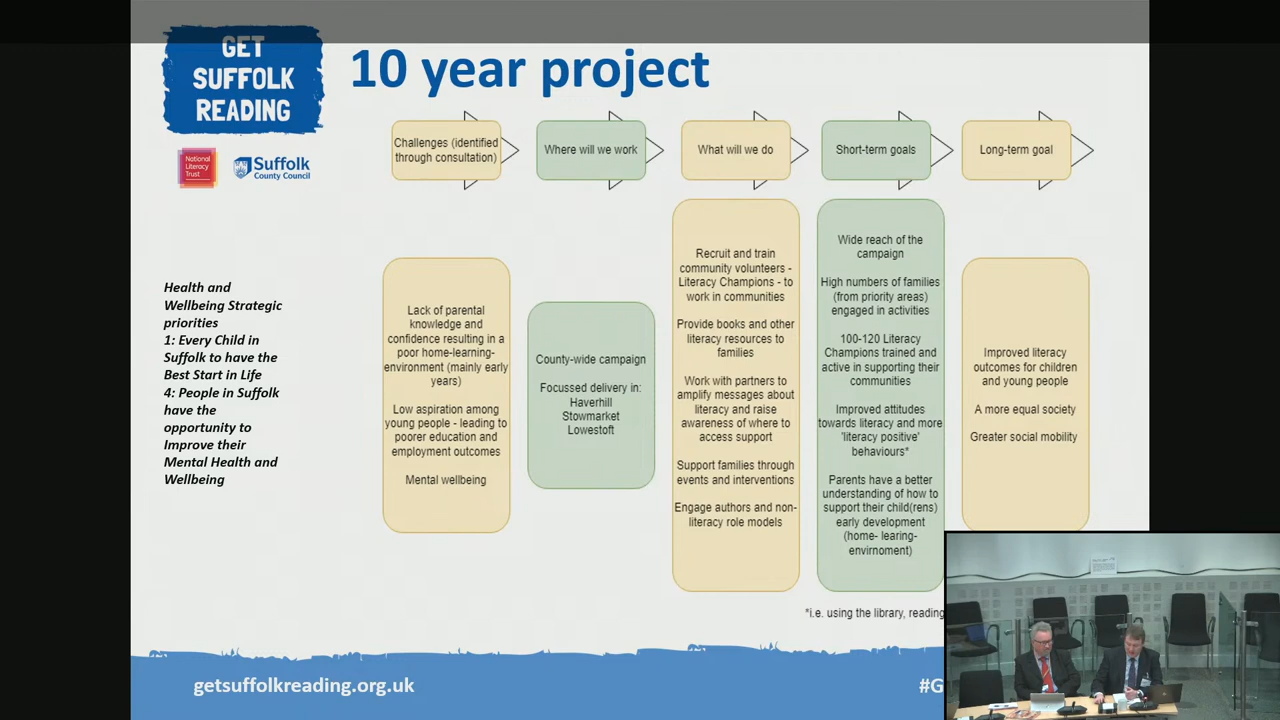 GET
SUFFOLK
READING
10 year project
National
Literacy
Trust
Suffolk
County Council
Challenges (identified
through consultation)
Where will we work
What will we do
Short-term goals
Long-term goal
Health and
Wellbeing Strategic
priorities
1: Every Child in
Suffolk to have the
Best Start in Life
4: People in Suffolk
have the
opportunity to
Improve their
Mental Health and
Wellbeing
Lack of parental
knowledge and
confidence resulting in a
poor home-learning-
environment (mainly early
years)
Low aspiration among
young people - leading to
poorer education and
employment outcomes
Mental wellbeing
County-wide campaign
Focussed delivery in:
Haverhill
Stowmarket
Lowestoft
Recruit and train
community volunteers -
Literacy Champions - to
work in communities
Provide books and other
literacy resources to
families
Work with partners to
amplify messages about
literacy and raise
awareness of where to
access support
Support families through
events and interventions
Engage authors and non-
literacy role models
Wide reach of the
campaign
High numbers of families
(from priority areas)
engaged in activities
100-120 Literacy
Champions trained and
active in supporting their
communities
Improved attitudes
towards literacy and more
'literacy positive'
behaviours*
Parents have a better
understanding of how to
support their child(rens)
early development
(home- learing-
envirnoment)
Improved literacy
outcomes for children
and young people
A more equal society
Greater social mobility
*i.e. using the library, reading
getsuffolkreading.org.uk
#G